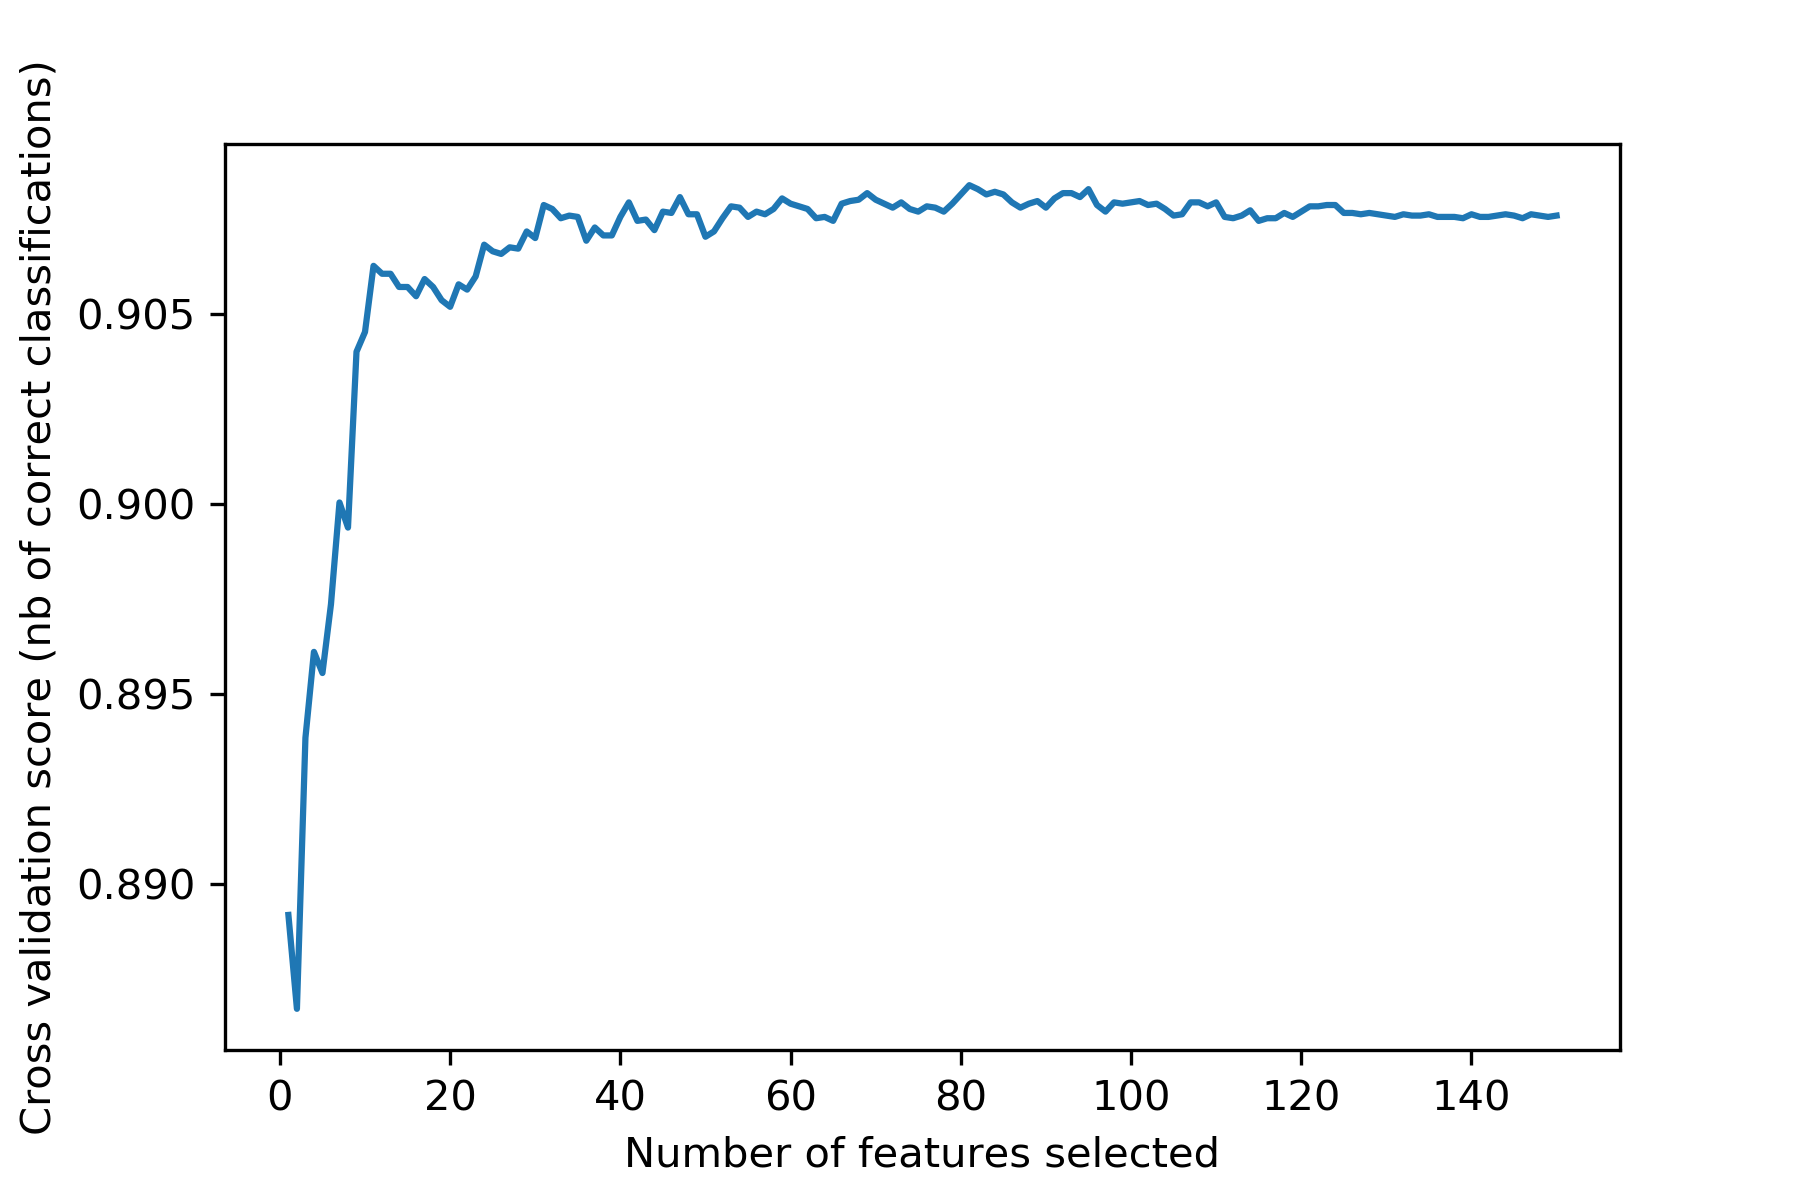 Cross validation score (nb of correct classifications)
0.905
0.900
0.895
0.890
0 20 40 60 80 100 120 140
Number of features selected